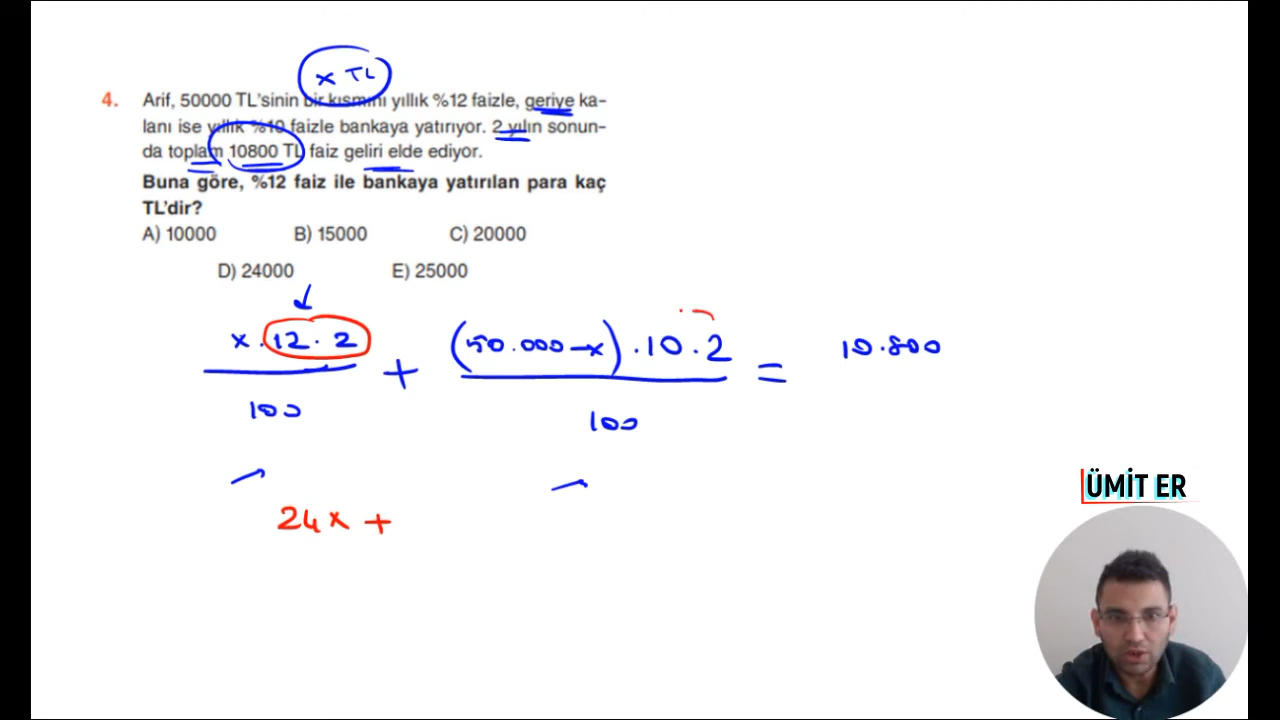 x TL
4. Arif, 50000 TL'sinin bir kısmını yıllık %12 faizle, geriye ka-
lanı ise yıllık %10 faizle bankaya yatırıyor. 2 yılın sonun-
da toplam 10800 TL faiz geliri elde ediyor.
Buna göre, %12 faiz ile bankaya yatırılan para kaç
TL'dir?
A) 10000 B) 15000 C) 20000
D) 24000 E) 25000
x . 12 . 2 + (50.000-x) . 10 . 2 = 10.800
100 100
ÜMİT ER
24x +